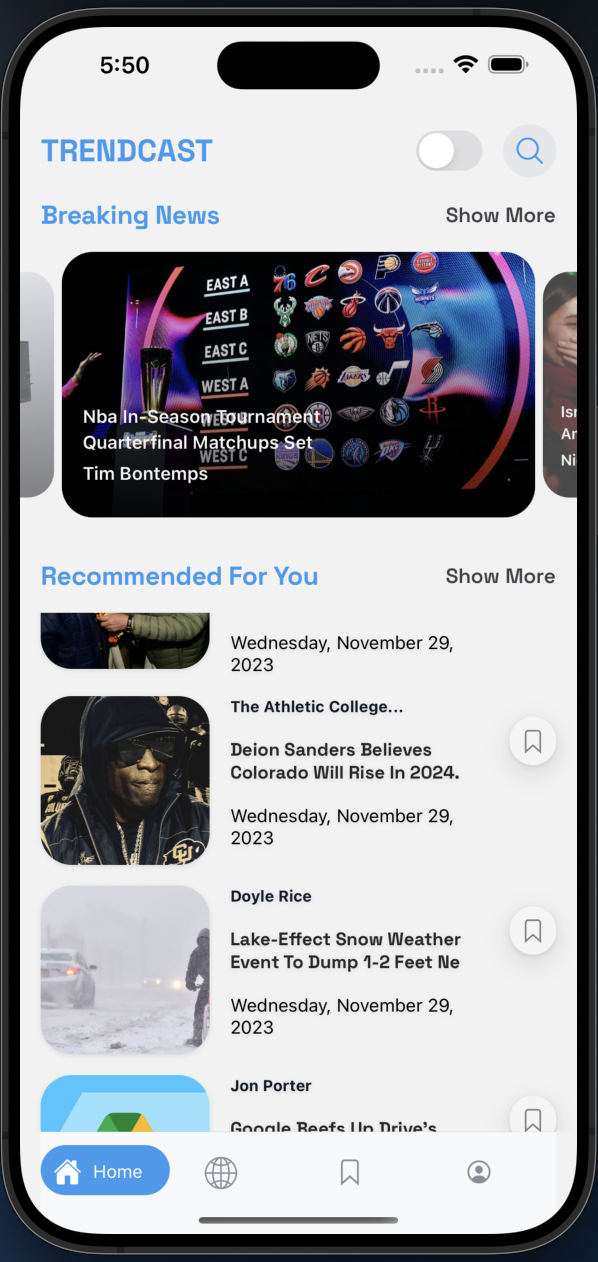 5:50
TRENDCAST
Breaking News
Show More
EAST A
EAST B
EAST C
WEST A
WEST C
Nba In-Season Tournament
Quarterfinal Matchups Set
Tim Bontemps
Recommended For You
Show More
Wednesday, November 29,
2023
The Athletic College...
Deion Sanders Believes
Colorado Will Rise In 2024.
Wednesday, November 29,
2023
Doyle Rice
Lake-Effect Snow Weather
Event To Dump 1-2 Feet Ne
Wednesday, November 29,
2023
Jon Porter
Google Beefs Up Drive's
Home